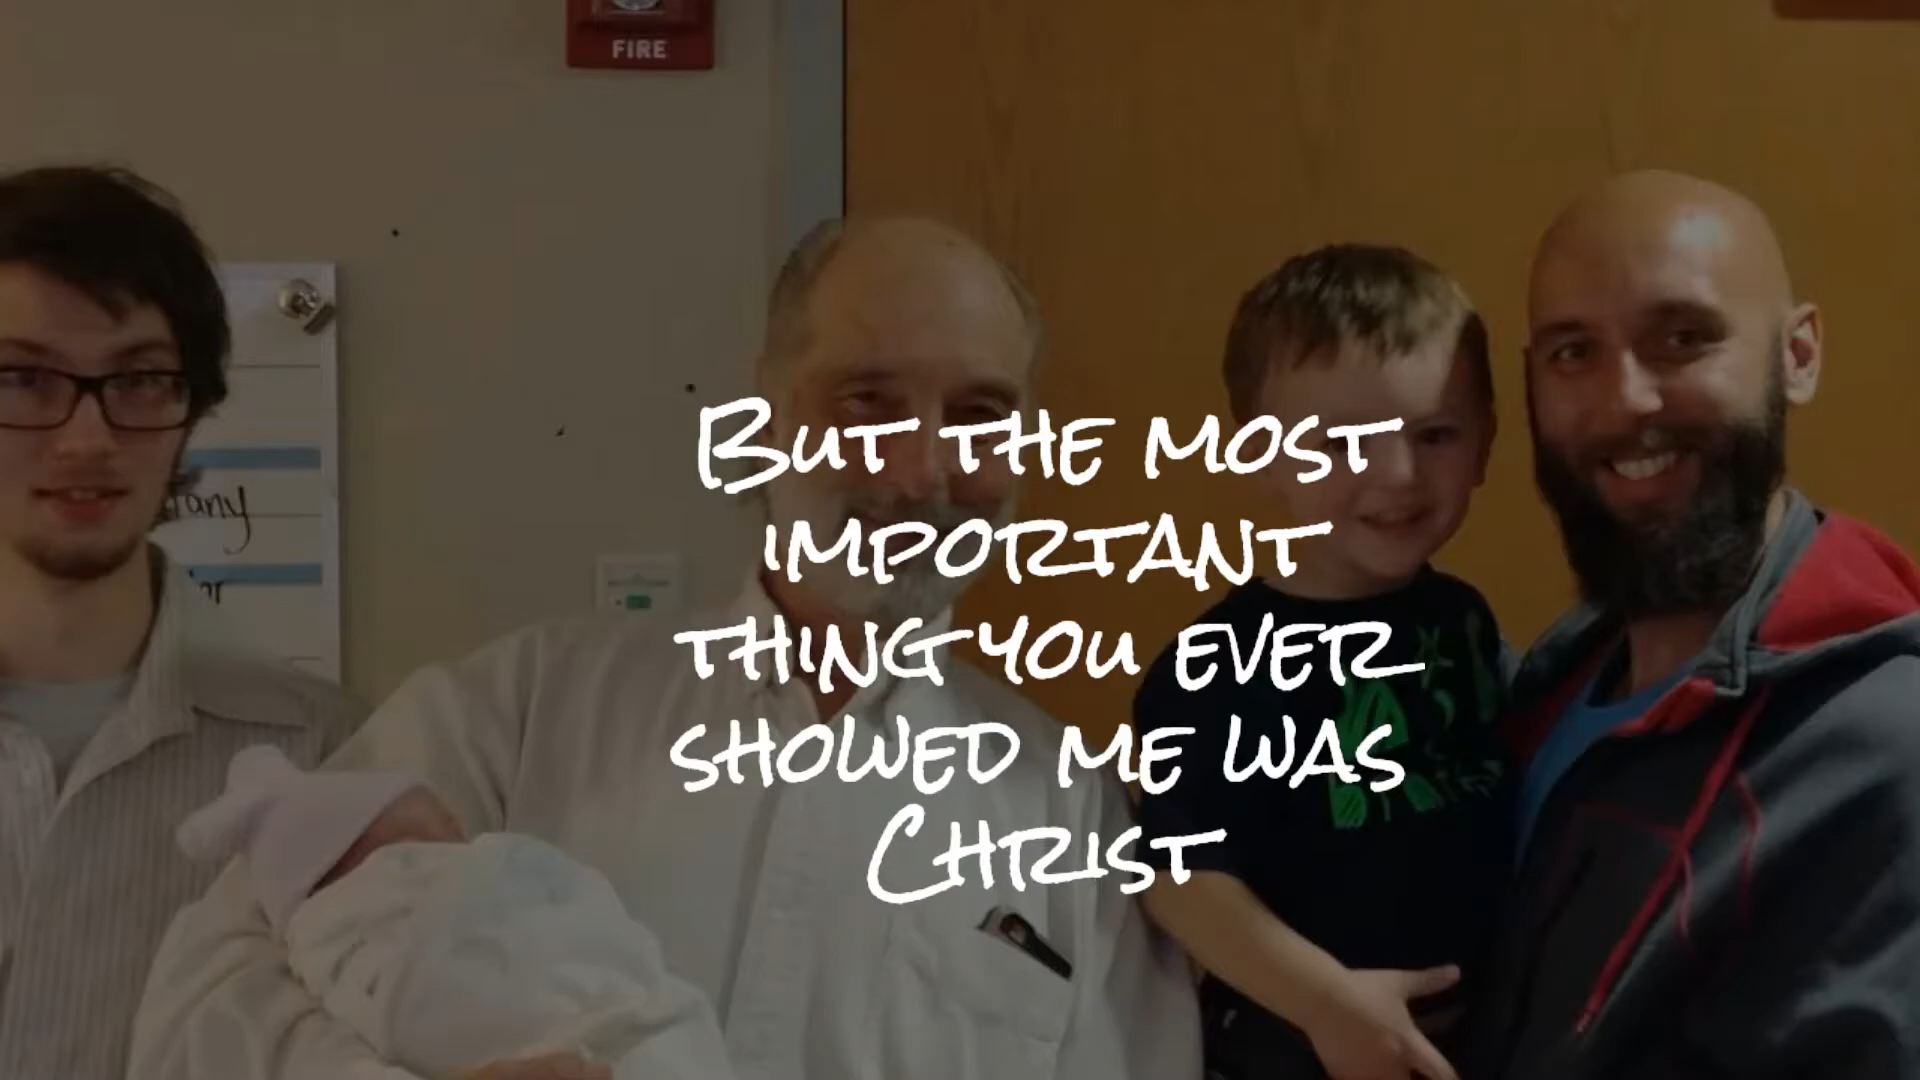 FIRE
But the most
important
thing you ever
showed me was
Christ